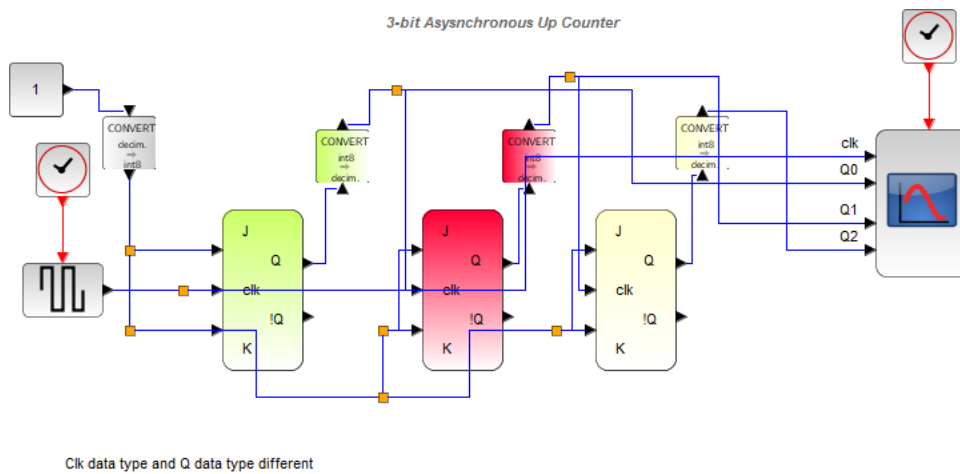 3-bit Asysnchronous Up Counter
1
CONVERT
decim.
→
int8
CONVERT
int8
→
decim.
CONVERT
int8
→
decim.
CONVERT
int8
→
decim.
clk
Q0
Q1
Q2
J
Q
clk
!Q
K
J
Q
clk
!Q
K
J
Q
clk
!Q
K
Clk data type and Q data type different